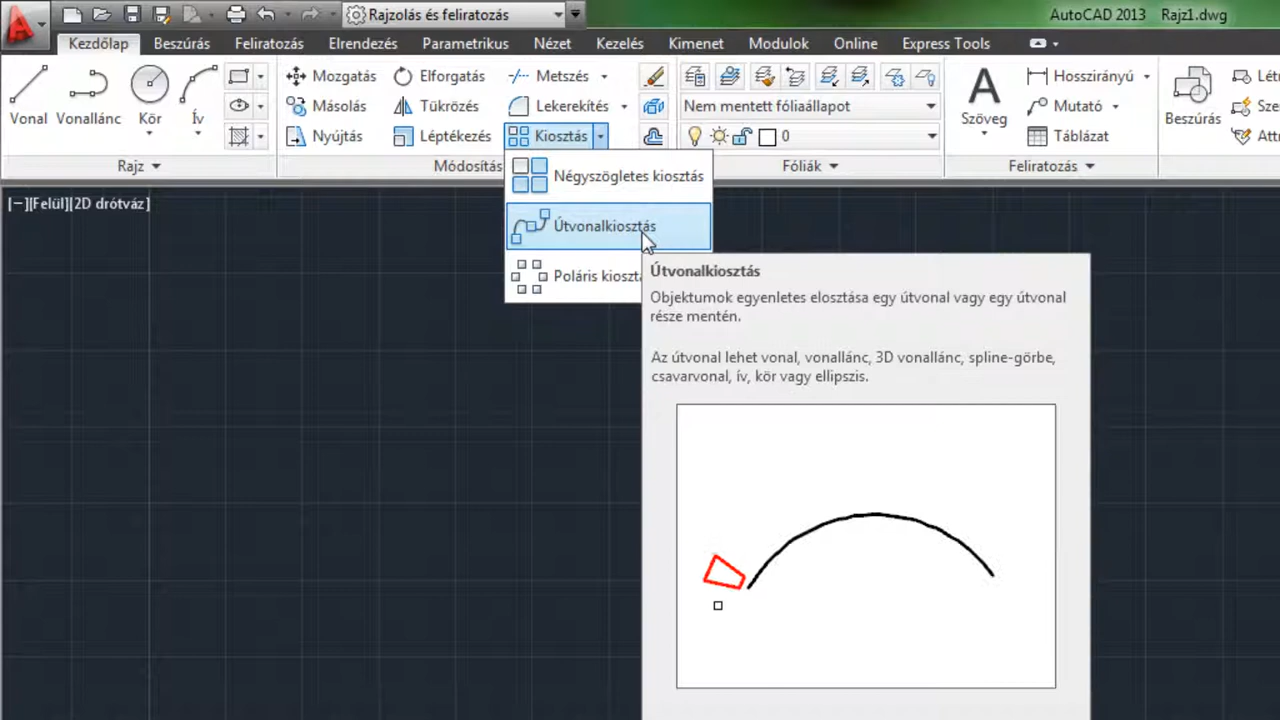 Rajzolás és feliratozás
AutoCAD 2013 Rajz1.dwg
Kezdőlap Beszúrás Feliratozás Elrendezés Parametrikus Nézet Kezelés Kimenet Modulok Online Express Tools
Mozgatás Elforgatás Metszés Hosszirányú
Másolás Tükrözés Lekerekítés Nem mentett fóliaállapot Mutató
Vonal Vonallánc Kör Ív Szöveg Beszúrás
Nyújtás Léptékezés Kiosztás 0 Táblázat
Rajz Módosítás Fóliák Feliratozás
Négyszögletes kiosztás
[−][Felül][2D drótváz]
Útvonalkiosztás
Poláris kioszta
Útvonalkiosztás
Objektumok egyenletes elosztása egy útvonal vagy egy útvonal
része mentén.
Az útvonal lehet vonal, vonallánc, 3D vonallánc, spline-görbe,
csavarvonal, ív, kör vagy ellipszis.